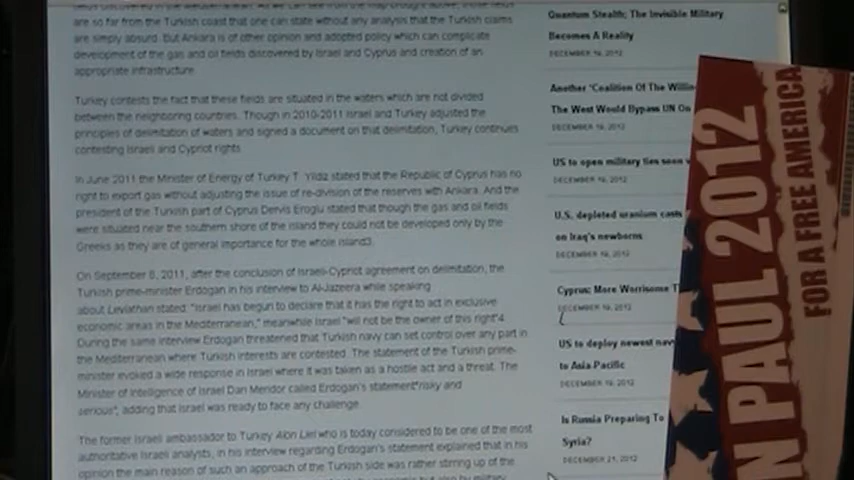 are so far from the Turkish coast that one can state without any analysis that the Turkish claims
are simply absurd. But Ankara is of other opinion and adopted policy which can complicate
development of the gas and oil fields discovered by Israel and Cyprus and creation of an
appropriate infrastructure
Turkey contests the fact that these fields are situated in the waters which are not divided
between the neighboring countries. Though in 2010-2011 Israel and Turkey adjusted the
principles of delimitation of waters and signed a document on that delimitation, Turkey continues
contesting Israeli and Cypriot rights
In June 2011 the Minister of Energy of Turkey T. Yildiz stated that the Republic of Cyprus has no
right to export gas without adjusting the issue of re-division of the reserves with Ankara. And the
president of the Turkish part of Cyprus Dervis Eroglu stated that though the gas and oil fields
were situated near the southern shore of the island they could not be developed only by the
Greeks as they are of general importance for the whole island3.
On September 8, 2011, after the conclusion of Israeli-Cypriot agreement on delimitation, the
Turkish prime-minister Erdogan in his interview to Al-Jazeera while speaking
about Leviathan stated: "Israel has begun to declare that it has the right to act in exclusive
economic areas in the Mediterranean," meanwhile Israel "will not be the owner of this right"4.
During the same interview Erdogan threatened that Turkish navy can set control over any part in
the Mediterranean where Turkish interests are contested. The statement of the Turkish prime-
minister evoked a wide response in Israel where it was taken as a hostile act and a threat. The
Minister of Intelligence of Israel Dan Meridor called Erdogan's statement"risky and
serious", adding that Israel was ready to face any challenge.
The former Israeli ambassador to Turkey Alon Liel who is today considered to be one of the most
authoritative Israeli analysts, in his interview regarding Erdogan's statement explained that in his
opinion the main reason of such an approach of the Turkish side was rather stirring up of the
Quantum Stealth: The Invisible Military
Becomes A Reality
DECEMBER 19, 2012
Another 'Coalition Of The Willin
The West Would Bypass UN On
DECEMBER 19, 2012
US to open military ties soon
DECEMBER 19, 2012
U.S. depleted uranium casts
on Iraq's newborns
DECEMBER 19, 2012
Cyprus: More Worrisome T
DECEMBER 19, 2012
US to deploy newest nav
to Asia Pacific
DECEMBER 19, 2012
Is Russia Preparing To
Syria?
DECEMBER 21, 2012
N PAUL 2012
FOR A FREE AMERICA